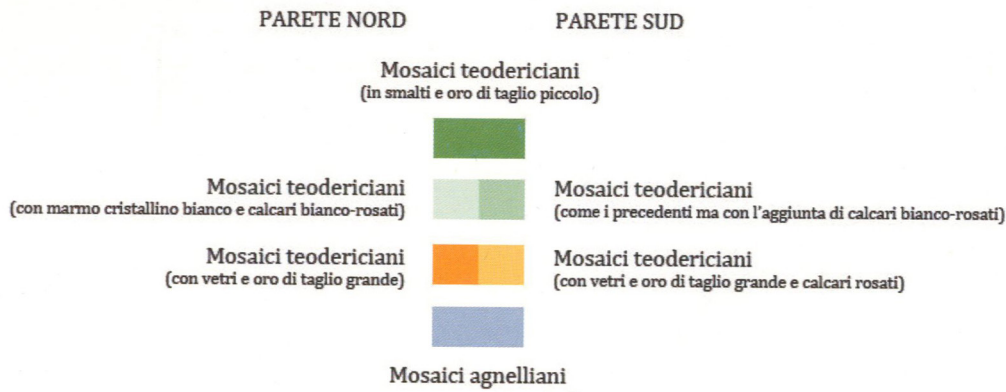 PARETE NORD
PARETE SUD
Mosaici teodericiani
(in smalti e oro di taglio piccolo)
Mosaici teodericiani
(con marmo cristallino bianco e calcari bianco-rosati)
Mosaici teodericiani
(come i precedenti ma con l'aggiunta di calcari bianco-rosati)
Mosaici teodericiani
(con vetri e oro di taglio grande)
Mosaici teodericiani
(con vetri e oro di taglio grande e calcari rosati)
Mosaici agnelliani